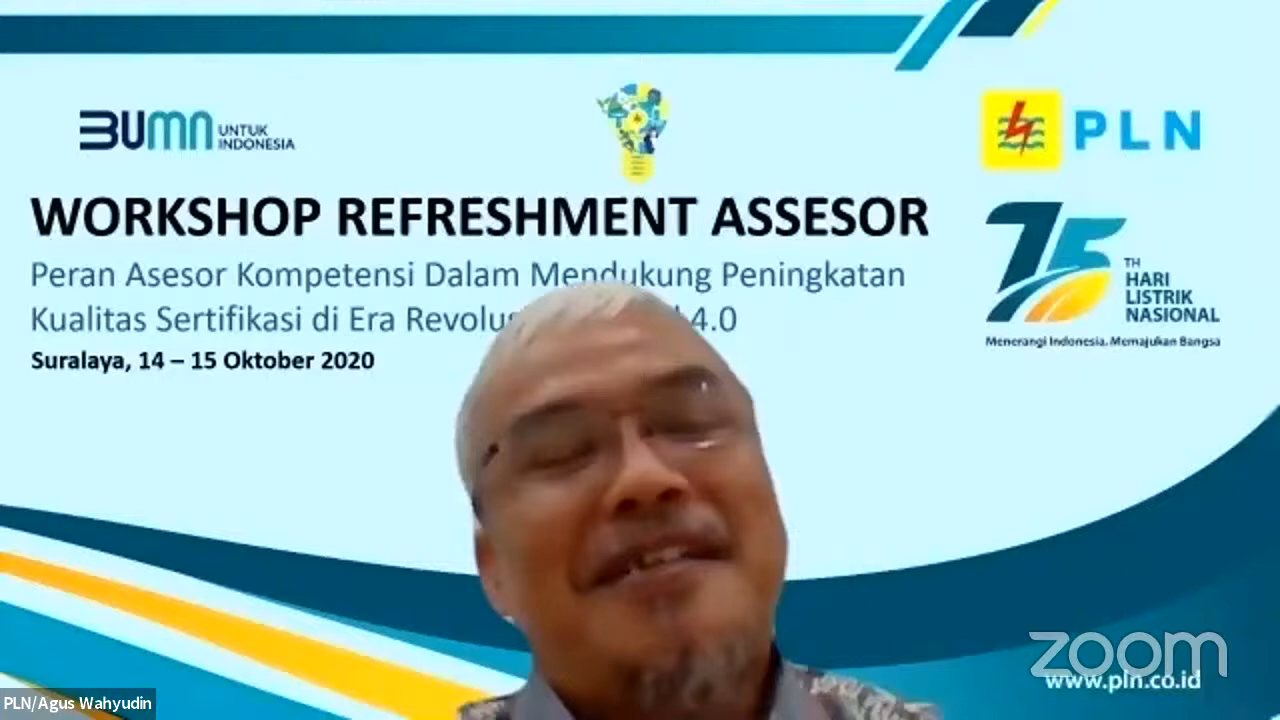 BUMN UNTUK
INDONESIA
PLN
WORKSHOP REFRESHMENT ASSESOR
75
TH
HARI
LISTRIK
NASIONAL
Menerangi Indonesia. Memajukan Bangsa
Peran Asesor Kompetensi Dalam Mendukung Peningkatan
Kualitas Sertifikasi di Era 4.0
Suralaya, 14 – 15 Oktober 2020
zoom
www.pln.co.id
PLN/Agus Wahyudin